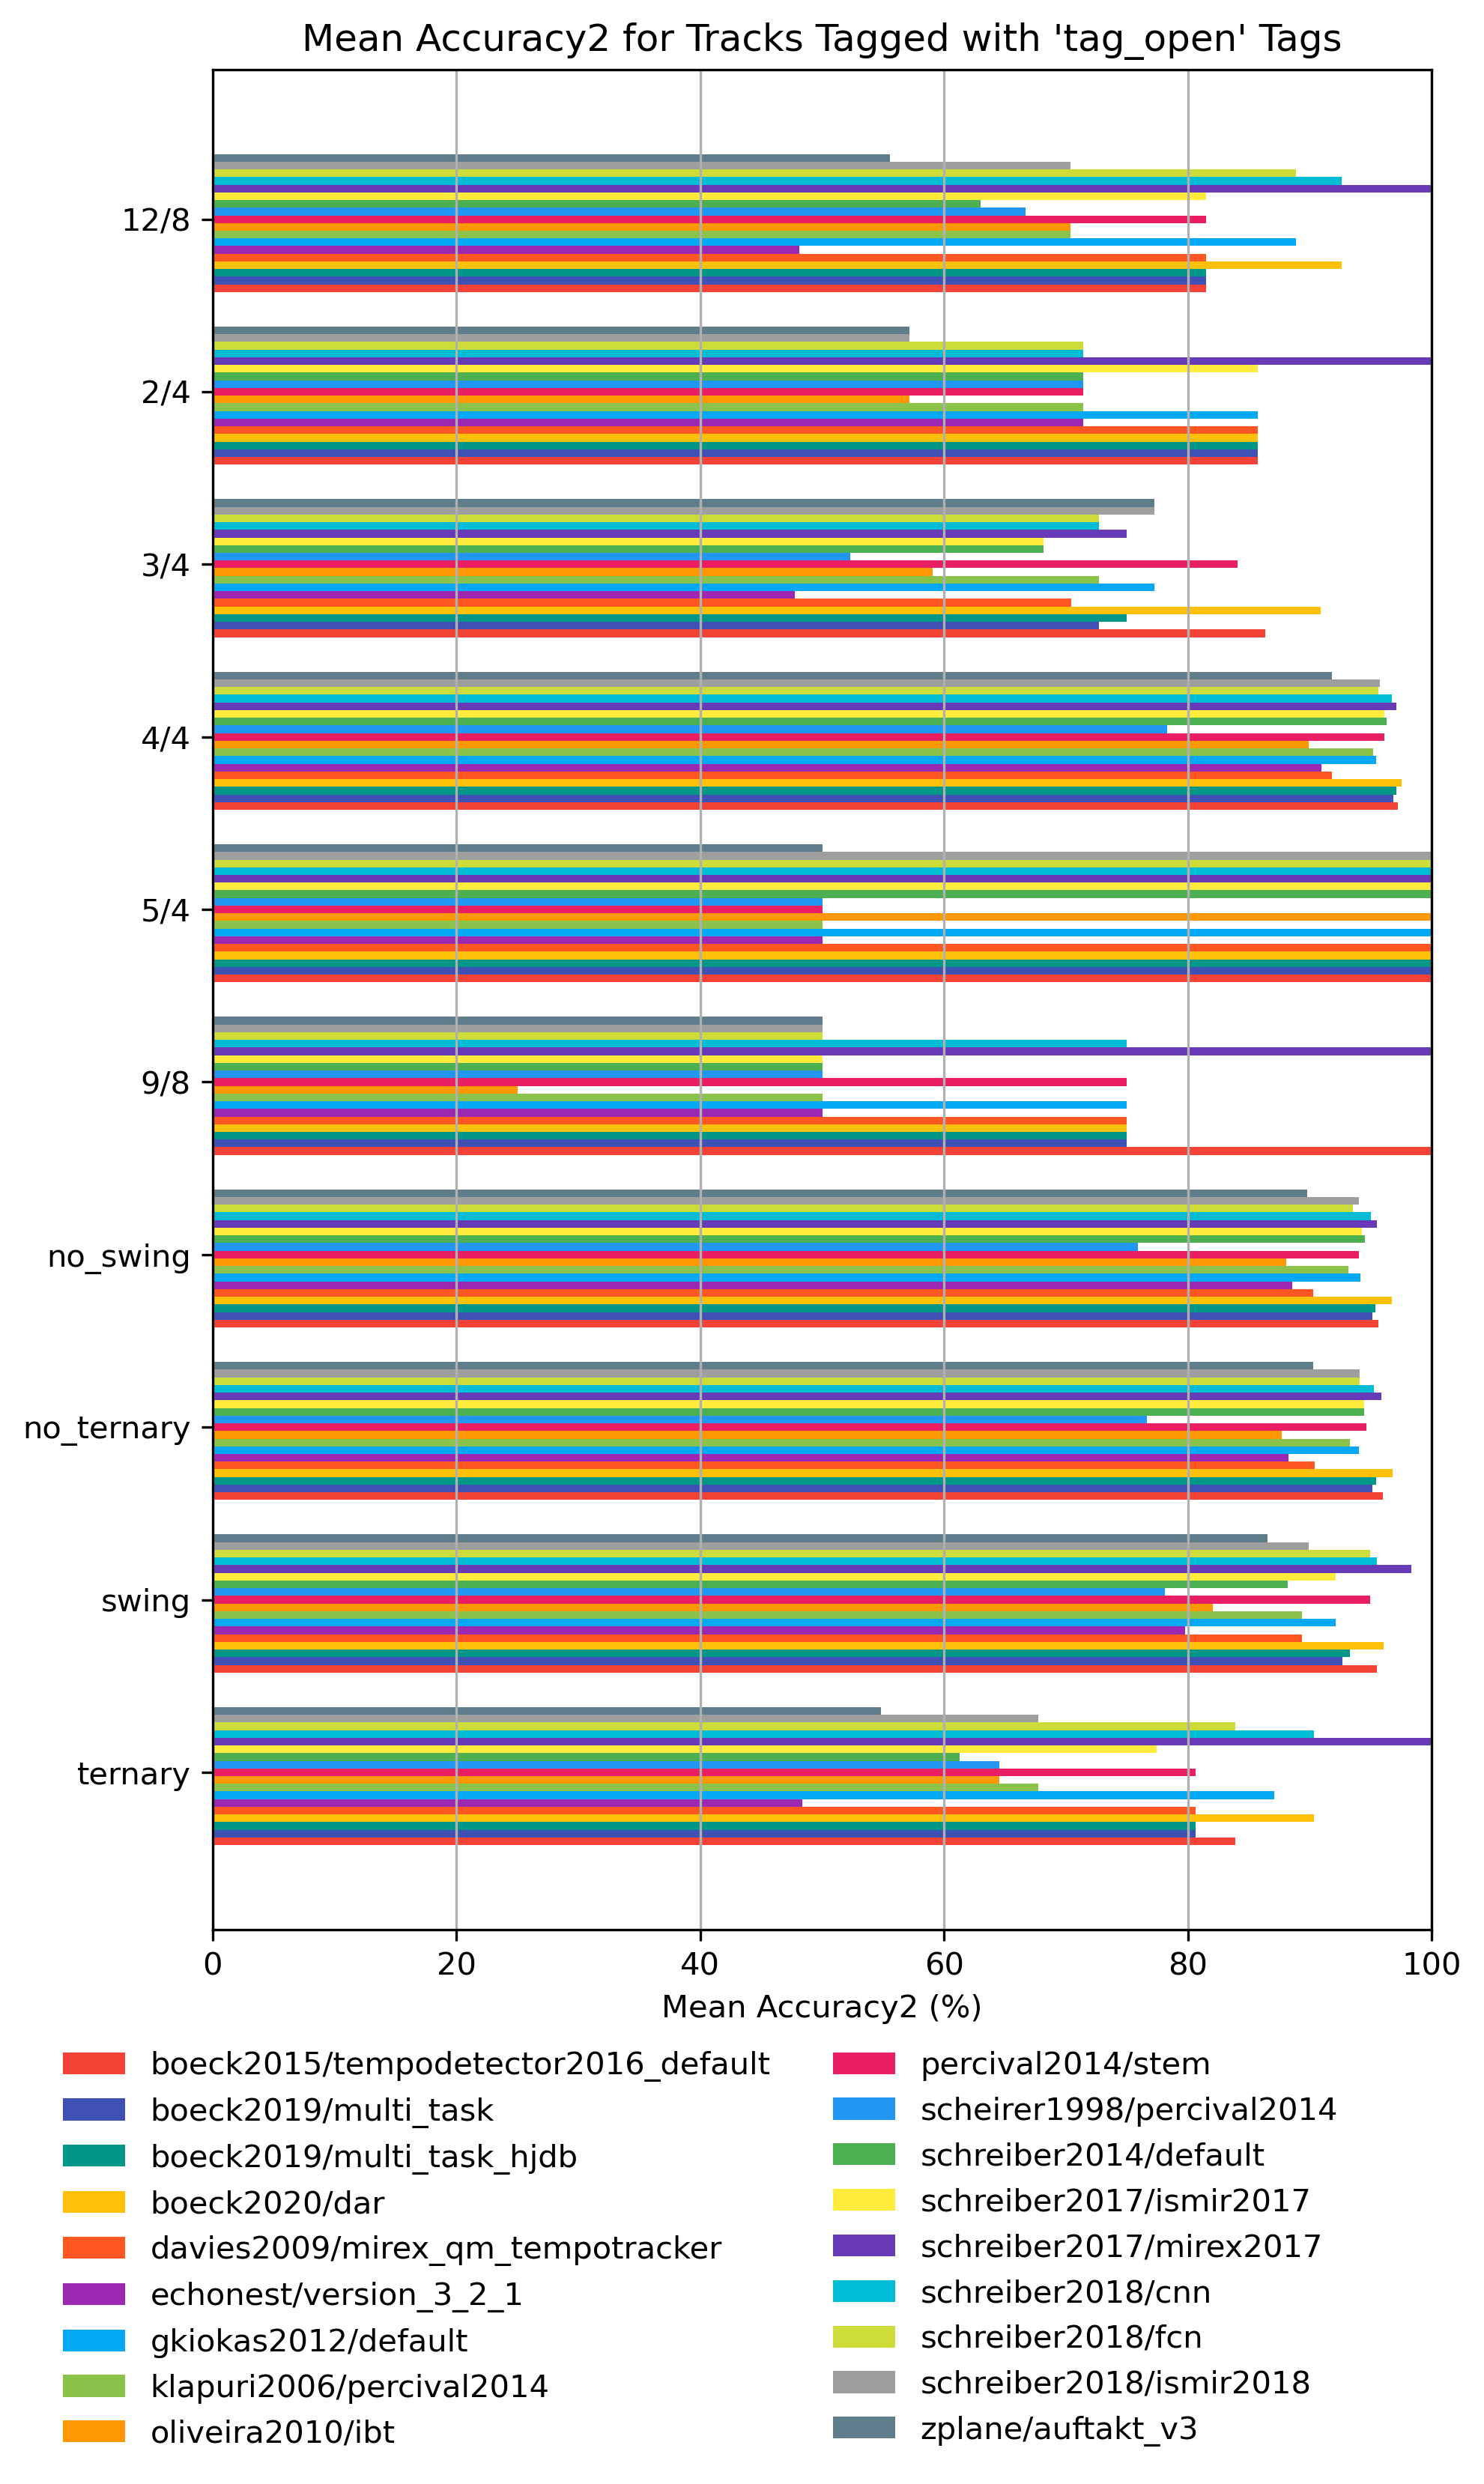 Mean Accuracy2 for Tracks Tagged with 'tag_open' Tags
12/8
2/4
3/4
4/4
5/4
9/8
no_swing
no_ternary
swing
ternary
0 20 40 60 80 100
Mean Accuracy2 (%)
boeck2015/tempodetector2016_default
boeck2019/multi_task
boeck2019/multi_task_hjdb
boeck2020/dar
davies2009/mirex_qm_tempotracker
echonest/version_3_2_1
gkiokas2012/default
klapuri2006/percival2014
oliveira2010/ibt
percival2014/stem
scheirer1998/percival2014
schreiber2014/default
schreiber2017/ismir2017
schreiber2017/mirex2017
schreiber2018/cnn
schreiber2018/fcn
schreiber2018/ismir2018
zplane/auftakt_v3